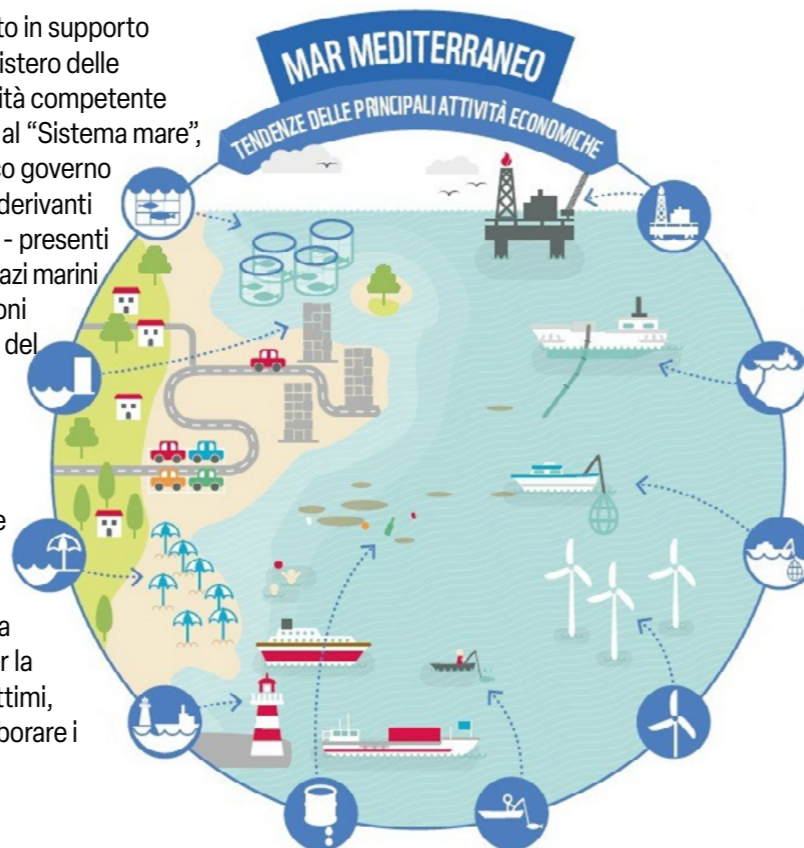 to in supporto
istero delle
ità competente
al “Sistema mare”,
co governo
derivanti
- presenti
azi marini
oni
del
e
a
r la
ttimi,
borare i
MAR MEDITERRANEO
TENDENZE DELLE PRINCIPALI ATTIVITÀ ECONOMICHE